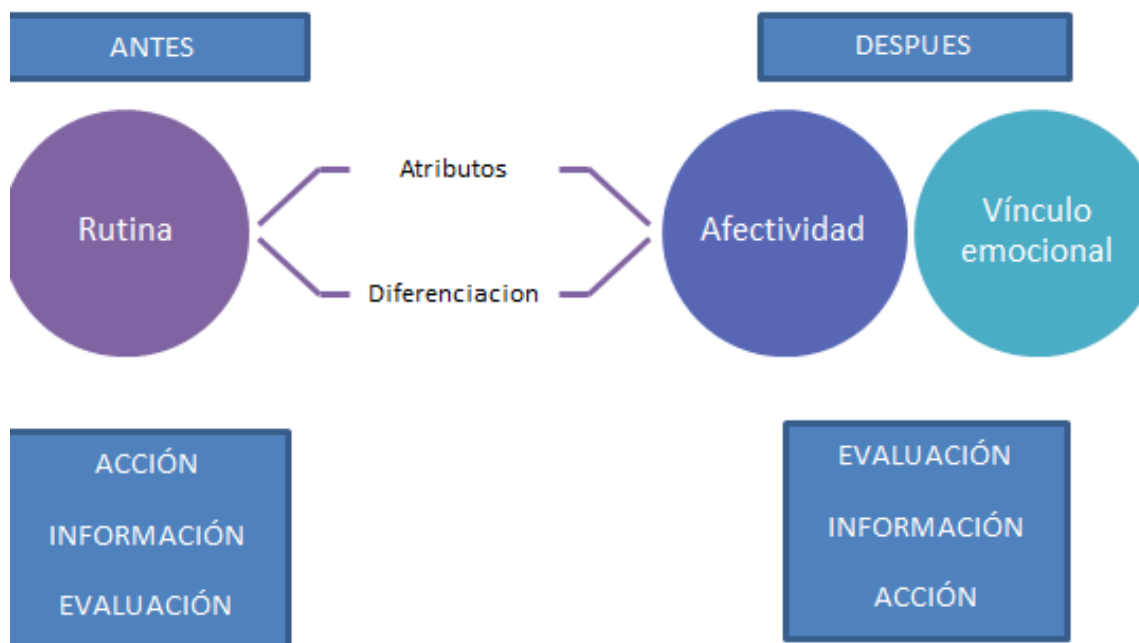 ANTES
DESPUES
Rutina
Atributos
Diferenciacion
Afectividad
Vínculo
emocional
ACCIÓN
INFORMACIÓN
EVALUACIÓN
EVALUACIÓN
INFORMACIÓN
ACCIÓN